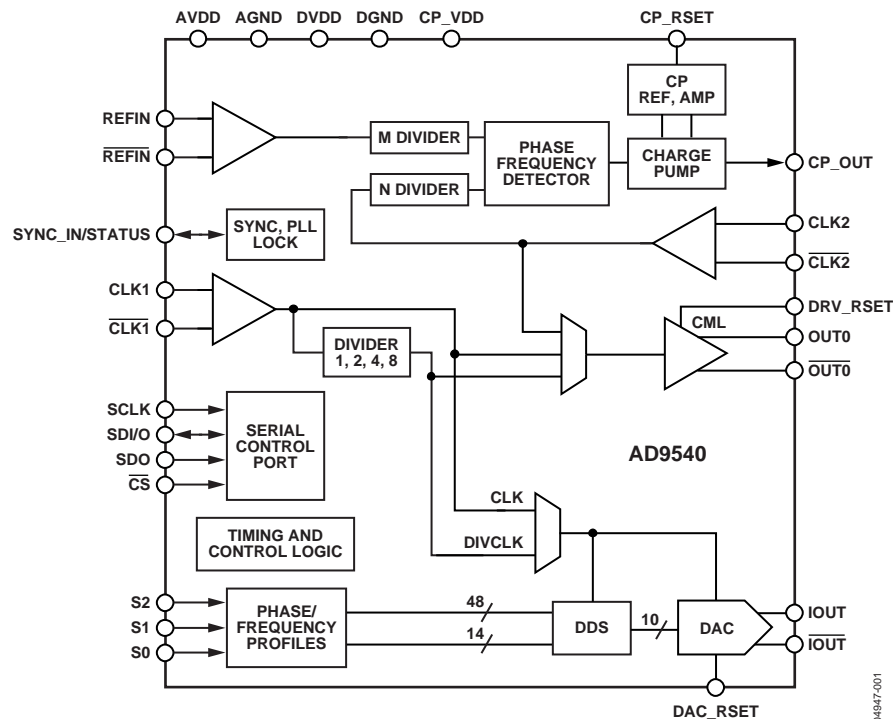 AVDD AGND DVDD DGND CP_VDD CP_RSET
CP
REF, AMP
REFIN
REFIN
M DIVIDER
N DIVIDER
PHASE
FREQUENCY
DETECTOR
CHARGE
PUMP
CP_OUT
SYNC_IN/STATUS
SYNC, PLL
LOCK
CLK2
CLK2
CLK1
CLK1
DIVIDER
1, 2, 4, 8
CML
DRV_RSET
OUT0
OUT0
SCLK
SDI/O
SDO
CS
SERIAL
CONTROL
PORT
AD9540
CLK
DIVCLK
TIMING AND
CONTROL LOGIC
S2
S1
S0
PHASE/
FREQUENCY
PROFILES
48
14
DDS
10
DAC
IOUT
IOUT
DAC_RSET
04947-001